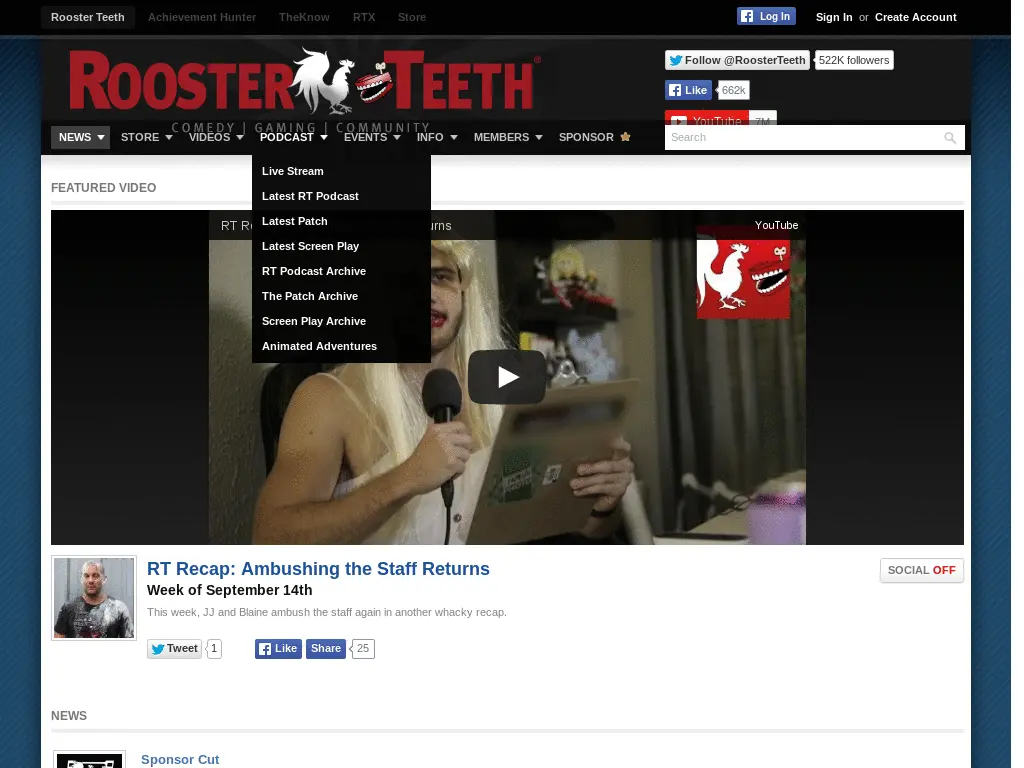 Rooster Teeth Achievement Hunter TheKnow RTX Store Log In Sign In or Create Account
ROOSTER TEETH®
COMEDY | GAMING | COMMUNITY
Follow @RoosterTeeth 522K followers
Like 662k
YouTube 7M
NEWS STORE VIDEOS PODCAST EVENTS INFO MEMBERS SPONSOR Search
Live Stream
Latest RT Podcast
Latest Patch
Latest Screen Play
RT Podcast Archive
The Patch Archive
Screen Play Archive
Animated Adventures
FEATURED VIDEO
RT Re urns YouTube
RT Recap: Ambushing the Staff Returns
Week of September 14th
This week, JJ and Blaine ambush the staff again in another whacky recap.
SOCIAL OFF
Tweet 1 Like Share 25
NEWS
Sponsor Cut